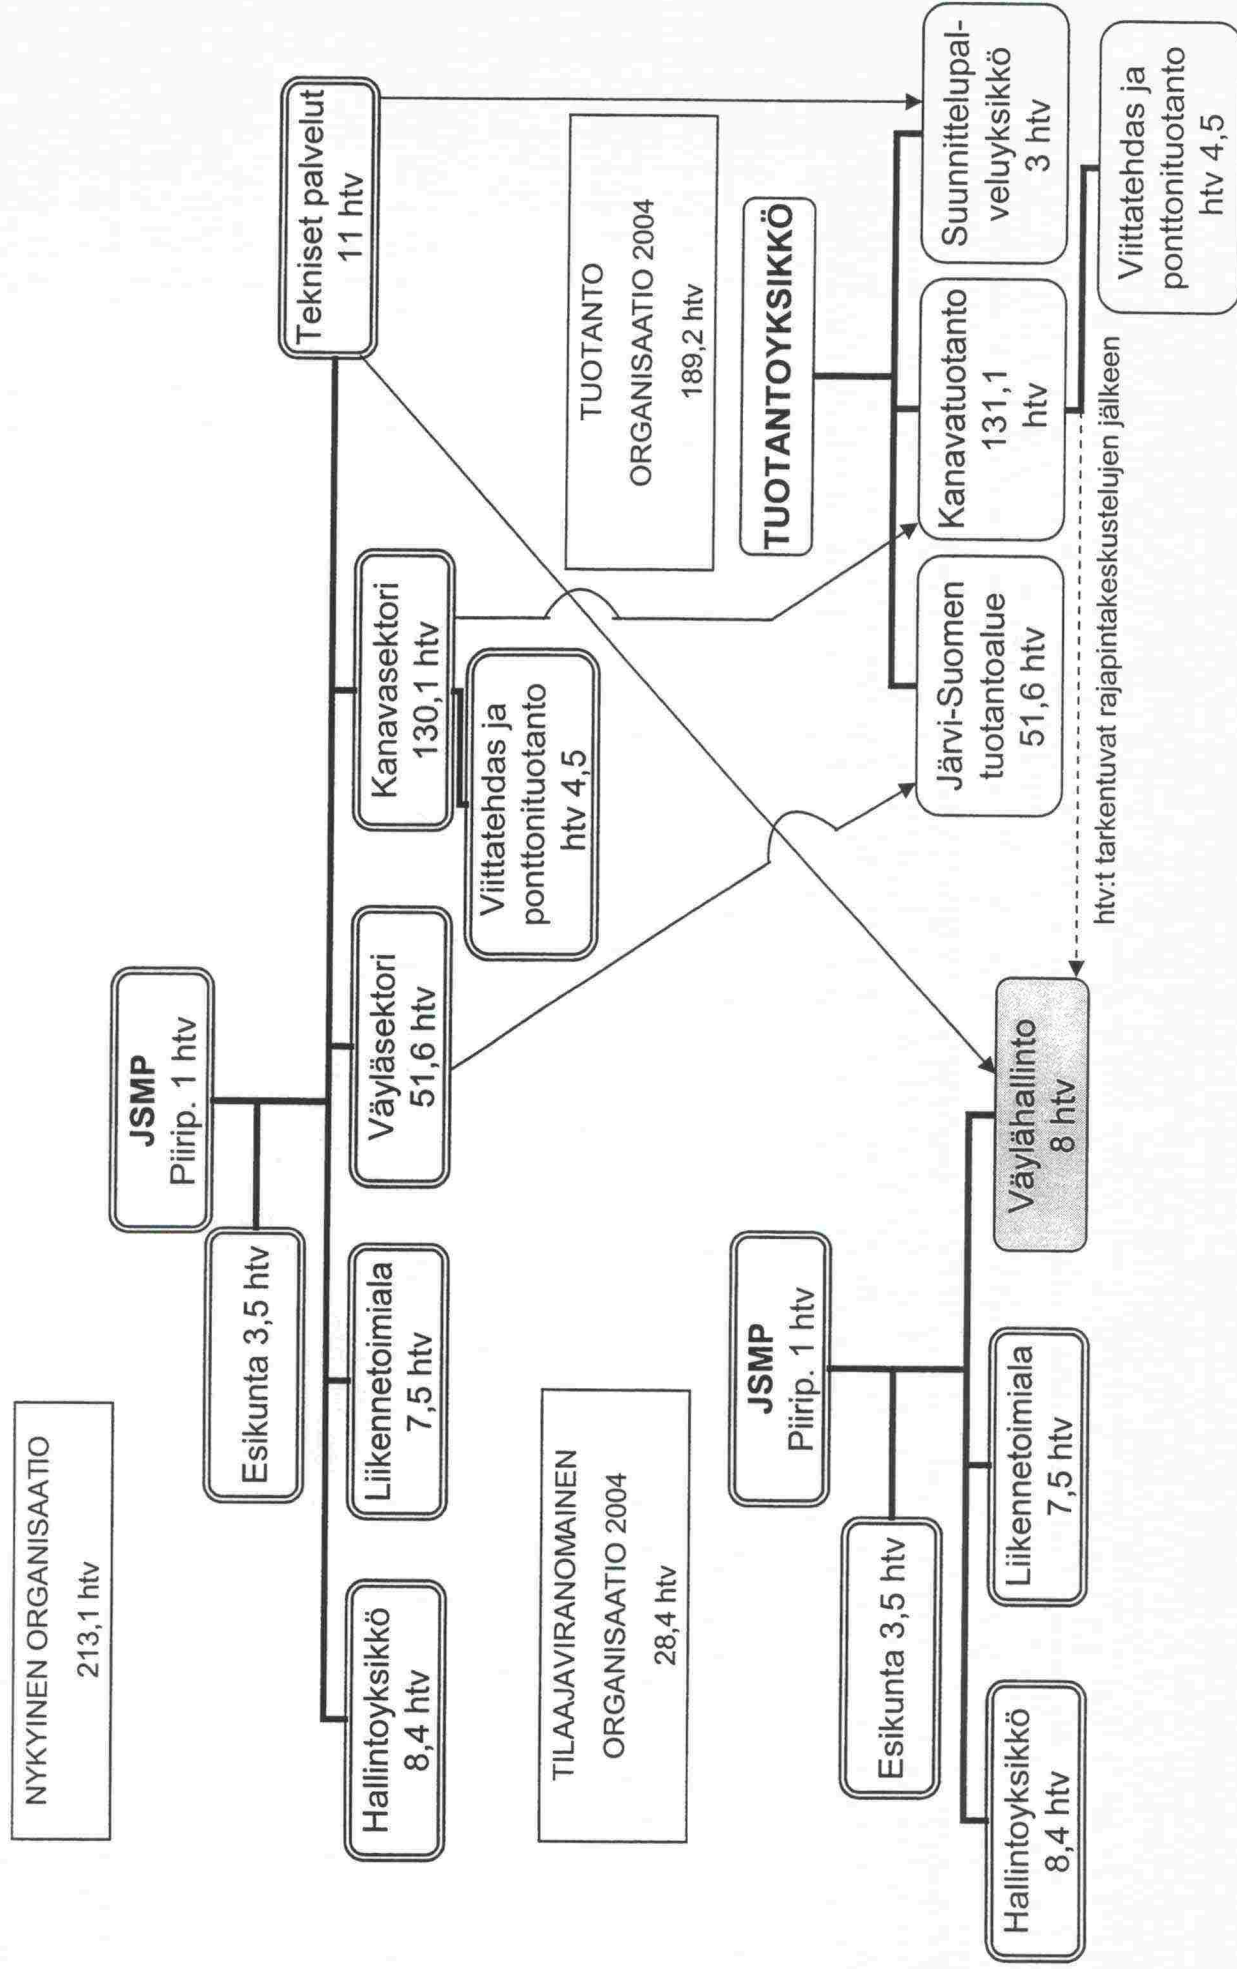 NYKYINEN ORGANISAATIO
213,1 htv
JSMP
Piirip. 1 htv
Esikunta 3,5 htv
Hallintoyksikkö
8,4 htv
Liikennetoimiala
7,5 htv
Väyläsektori
51,6 htv
Kanavasektori
130,1 htv
Viittatehdas ja
ponttonituotanto
htv 4,5
Tekniset palvelut
11 htv
TILAAJAVIRANOMAINEN
ORGANISAATIO 2004
28,4 htv
JSMP
Piirip. 1 htv
Esikunta 3,5 htv
Hallintoyksikkö
8,4 htv
Liikennetoimiala
7,5 htv
Väylähallinto
8 htv
TUOTANTO
ORGANISAATIO 2004
189,2 htv
TUOTANTOYKSIKKÖ
Järvi-Suomen
tuotantoalue
51,6 htv
Kanavatuotanto
131,1
htv
Suunnittelupal-
veluyksikkö
3 htv
Viittatehdas ja
ponttonituotanto
htv 4,5
htv:t tarkentuvat rajapintakeskustelujen jälkeen